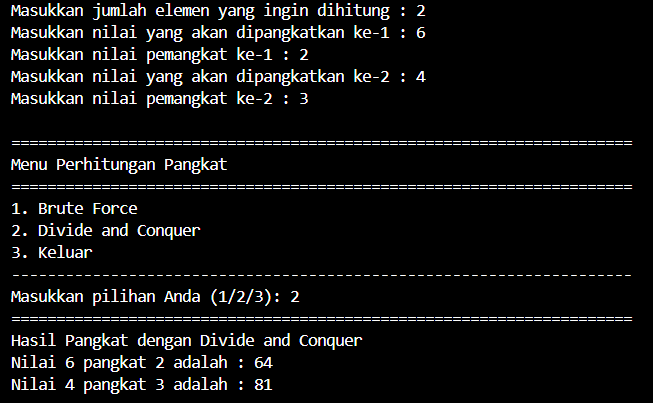 Masukkan jumlah elemen yang ingin dihitung : 2
Masukkan nilai yang akan dipangkatkan ke-1 : 6
Masukkan nilai pemangkat ke-1 : 2
Masukkan nilai yang akan dipangkatkan ke-2 : 4
Masukkan nilai pemangkat ke-2 : 3
=====================================================================
Menu Perhitungan Pangkat
=====================================================================
1. Brute Force
2. Divide and Conquer
3. Keluar
---------------------------------------------------------------------
Masukkan pilihan Anda (1/2/3): 2
=====================================================================
Hasil Pangkat dengan Divide and Conquer
Nilai 6 pangkat 2 adalah : 64
Nilai 4 pangkat 3 adalah : 81